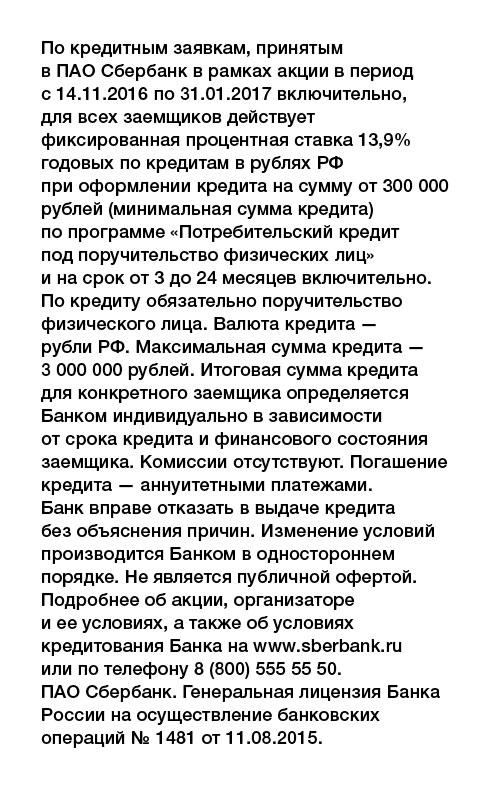 По кредитным заявкам, принятым
в ПАО Сбербанк в рамках акции в период
с 14.11.2016 по 31.01.2017 включительно,
для всех заемщиков действует
фиксированная процентная ставка 13,9%
годовых по кредитам в рублях РФ
при оформлении кредита на сумму от 300 000
рублей (минимальная сумма кредита)
по программе «Потребительский кредит
под поручительство физических лиц»
и на срок от 3 до 24 месяцев включительно.
По кредиту обязательно поручительство
физического лица. Валюта кредита —
рубли РФ. Максимальная сумма кредита —
3 000 000 рублей. Итоговая сумма кредита
для конкретного заемщика определяется
Банком индивидуально в зависимости
от срока кредита и финансового состояния
заемщика. Комиссии отсутствуют. Погашение
кредита — аннуитетными платежами.
Банк вправе отказать в выдаче кредита
без объяснения причин. Изменение условий
производится Банком в одностороннем
порядке. Не является публичной офертой.
Подробнее об акции, организаторе
и ее условиях, а также об условиях
кредитования Банка на www.sberbank.ru
или по телефону 8 (800) 555 55 50.
ПАО Сбербанк. Генеральная лицензия Банка
России на осуществление банковских
операций № 1481 от 11.08.2015.